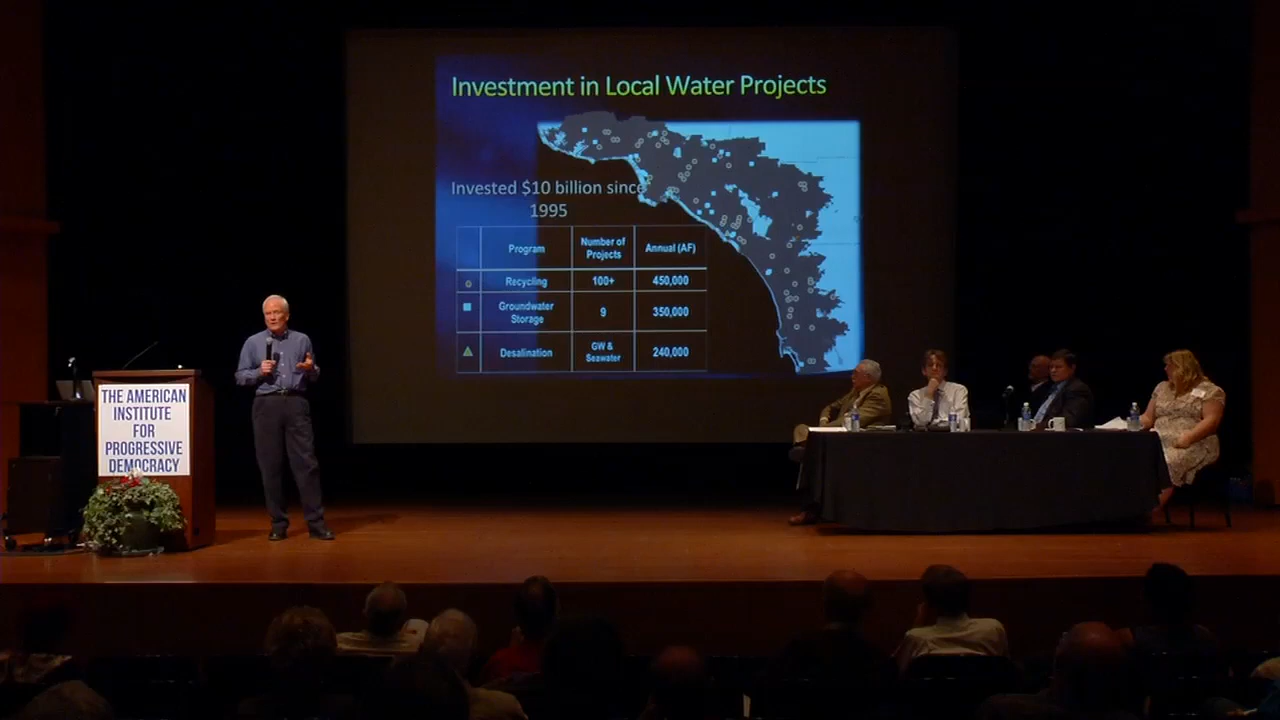 Investment in Local Water Projects
Invested $10 billion since
1995
Program
Number of
Projects
Annual (AF)
Recycling
100+
450,000
Groundwater
Storage
9
350,000
Desalination
GW &
Seawater
240,000
THE AMERICAN
INSTITUTE
FOR
PROGRESSIVE
DEMOCRACY